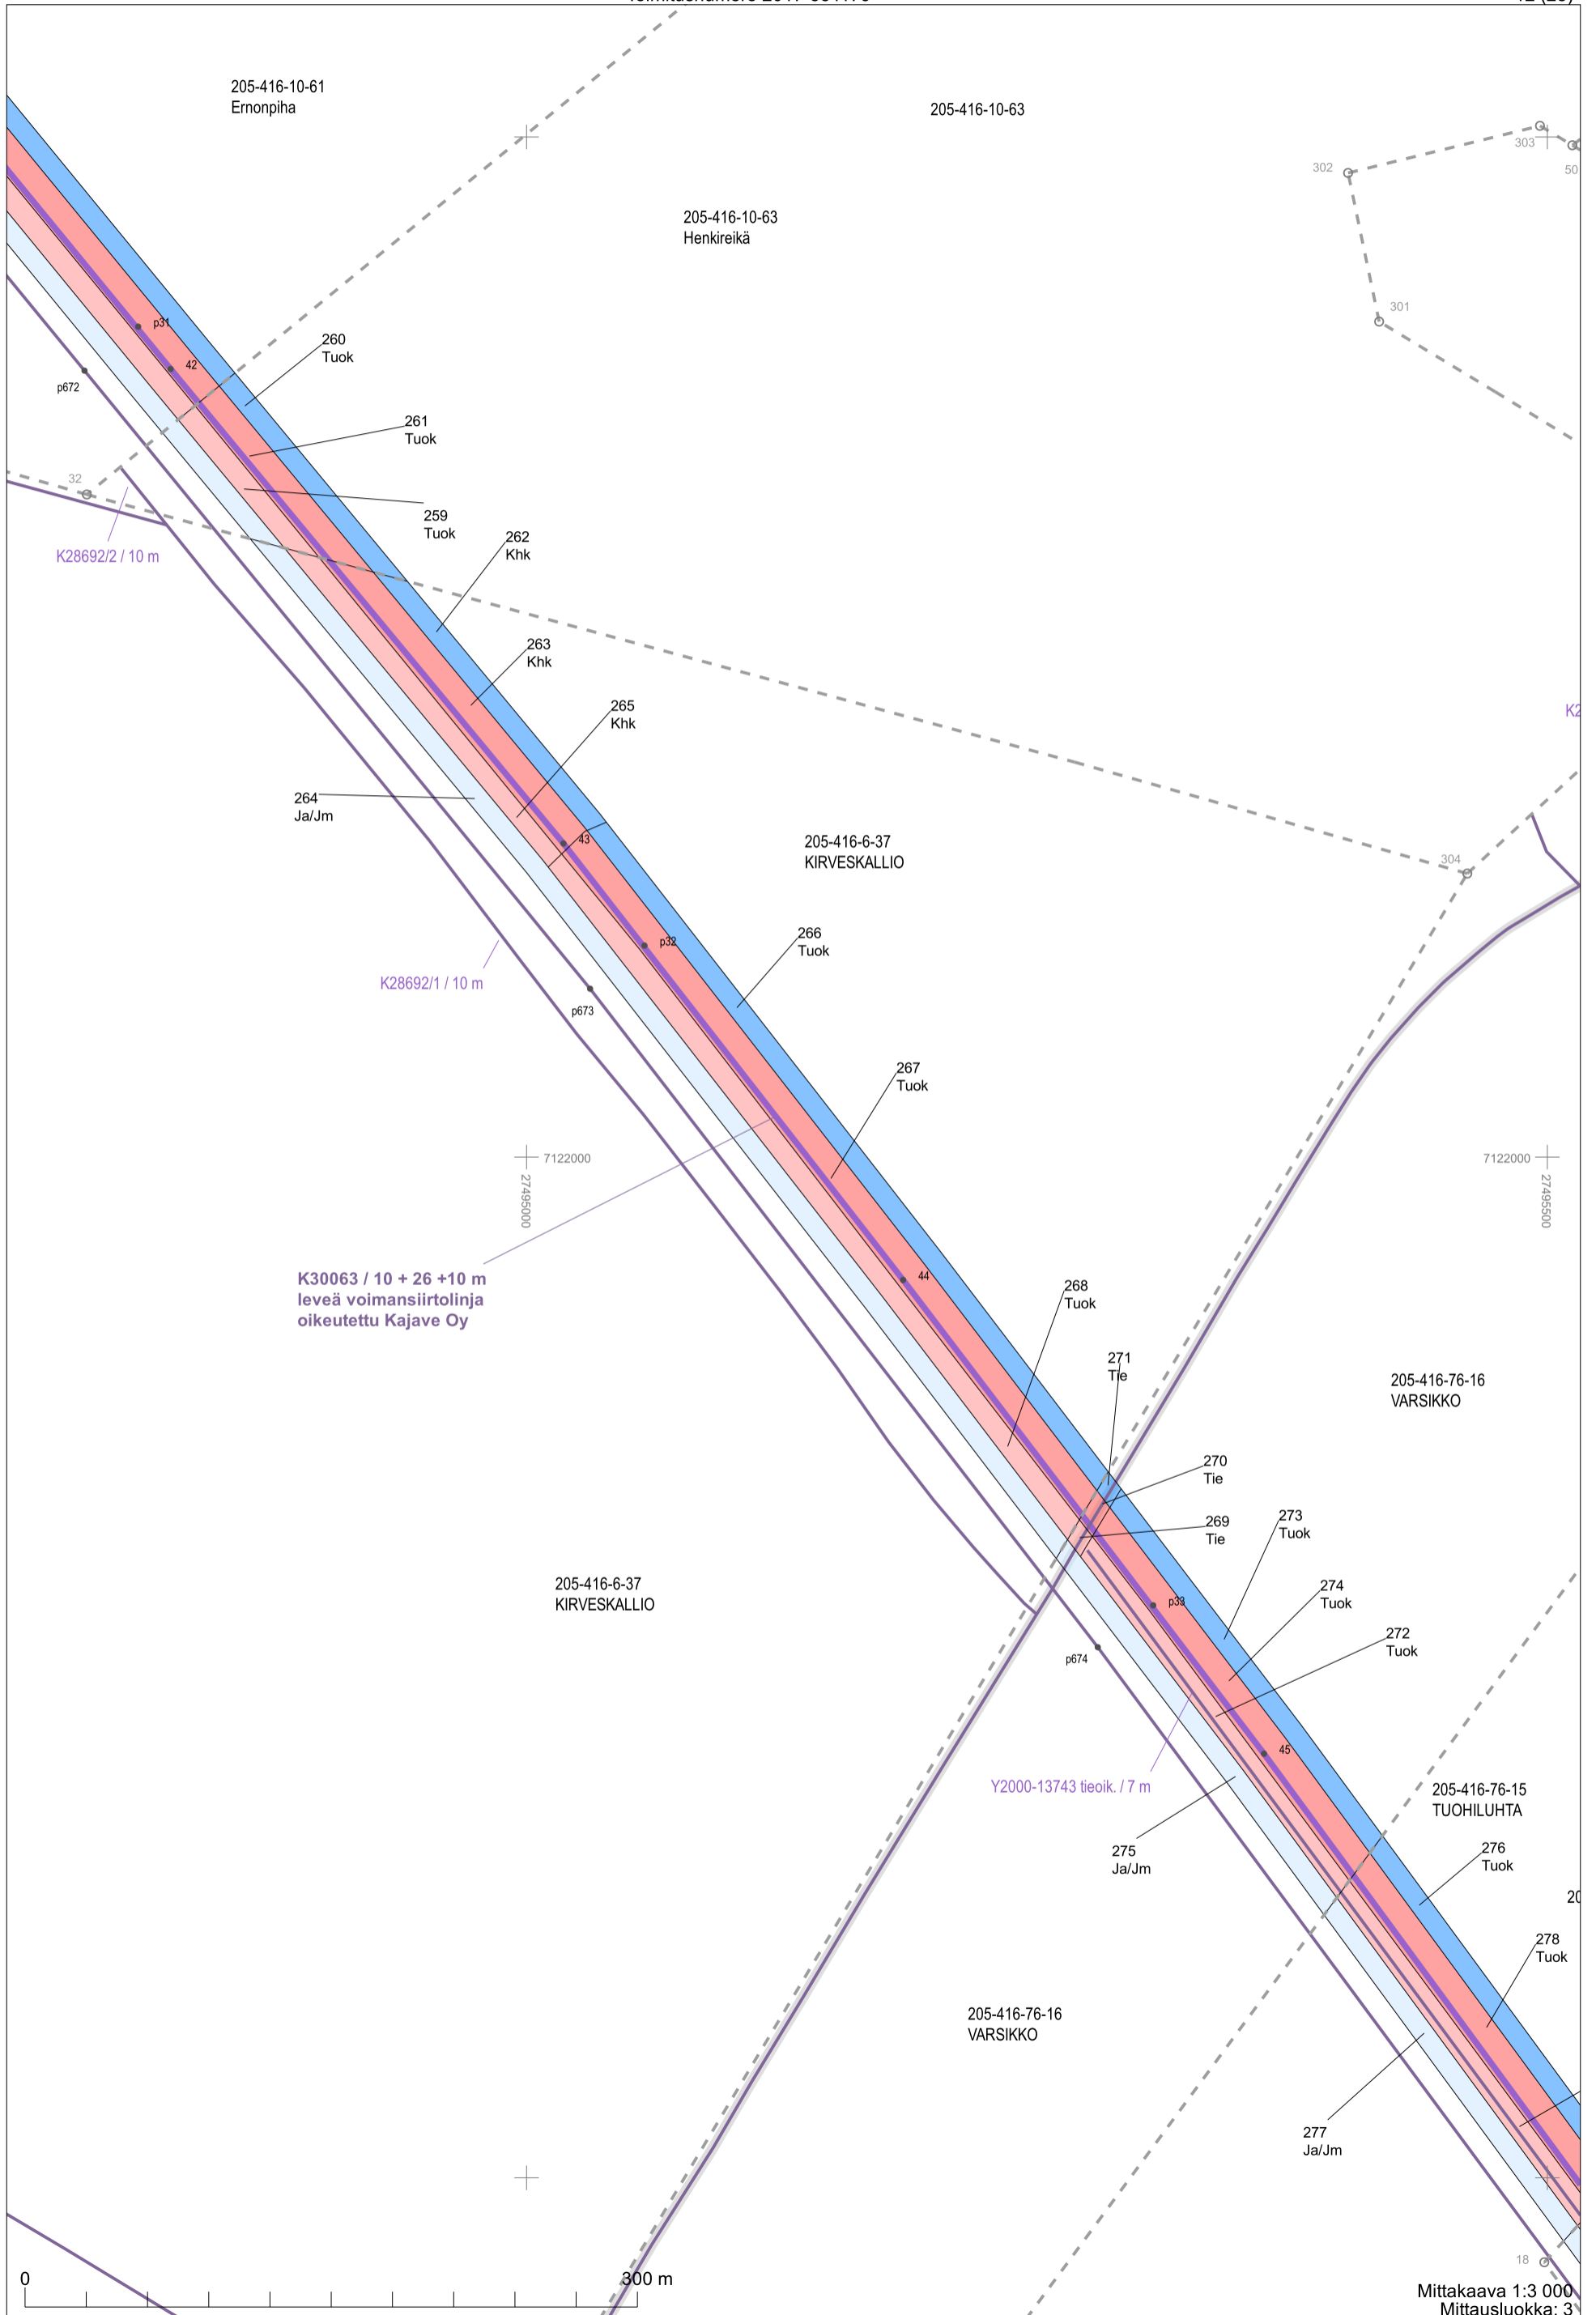 205-416-10-61
Ernonpiha
205-416-10-63
303
302
50
205-416-10-63
Henkireikä
301
p31
260
Tuok
42
p672
261
Tuok
32
259
Tuok
262
Khk
K28692/2 / 10 m
263
Khk
265
Khk
264
Ja/Jm
43
205-416-6-37
KIRVESKALLIO
304
266
Tuok
p32
K28692/1 / 10 m
p673
267
Tuok
7122000
27495000
7122000
27495500
K30063 / 10 + 26 +10 m
leveä voimansiirtolinja
oikeutettu Kajave Oy
44
268
Tuok
271
Tie
205-416-76-16
VARSIKKO
270
Tie
269
Tie
273
Tuok
205-416-6-37
KIRVESKALLIO
274
Tuok
p33
272
Tuok
p674
45
Y2000-13743 tieoik. / 7 m
205-416-76-15
TUOHILUHTA
275
Ja/Jm
276
Tuok
278
Tuok
205-416-76-16
VARSIKKO
277
Ja/Jm
18
0
300 m
Mittakaava 1:3 000
Mittausluokka: 3